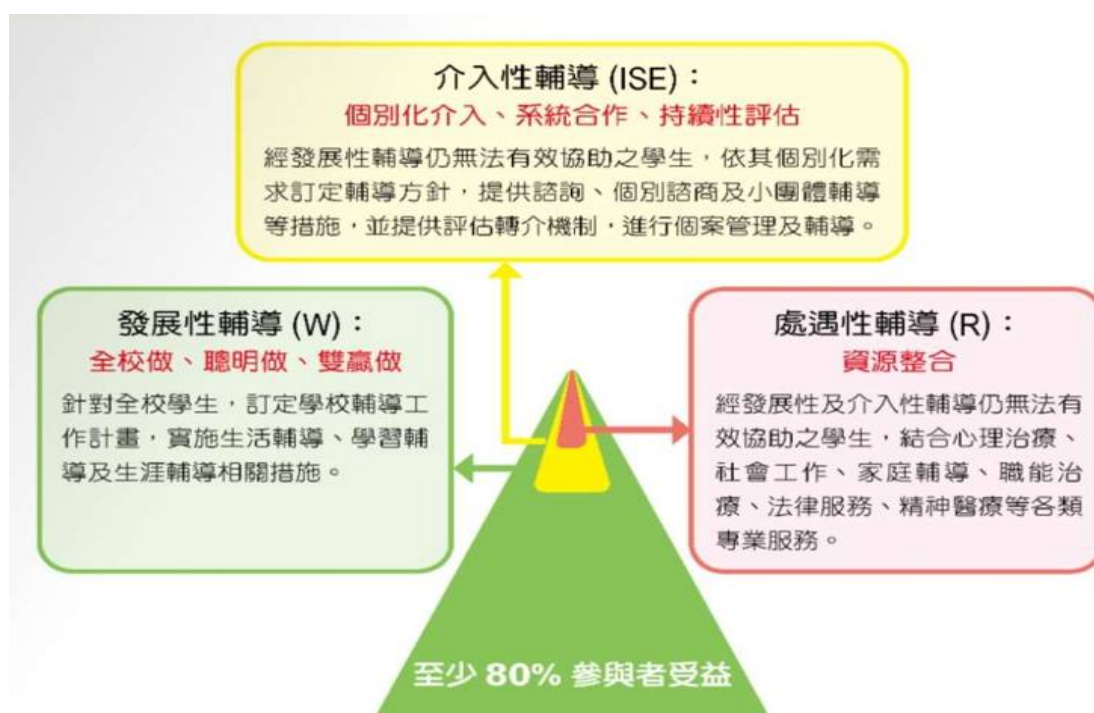 介入性輔導 (ISE)：
個別化介入、系統合作、持續性評估
經發展性輔導仍無法有效協助之學生，依其個別化需
求訂定輔導方針，提供諮詢、個別諮商及小團體輔導
等措施，並提供評估轉介機制，進行個案管理及輔導。
發展性輔導 (W)：
全校做、聰明做、雙贏做
針對全校學生，訂定學校輔導工
作計畫，實施生活輔導、學習輔
導及生涯輔導相關措施。
處遇性輔導 (R)：
資源整合
經發展性及介入性輔導仍無法有
效協助之學生，結合心理治療、
社會工作、家庭輔導、職能治
療、法律服務、精神醫療等各類
專業服務。
至少 80% 參與者受益